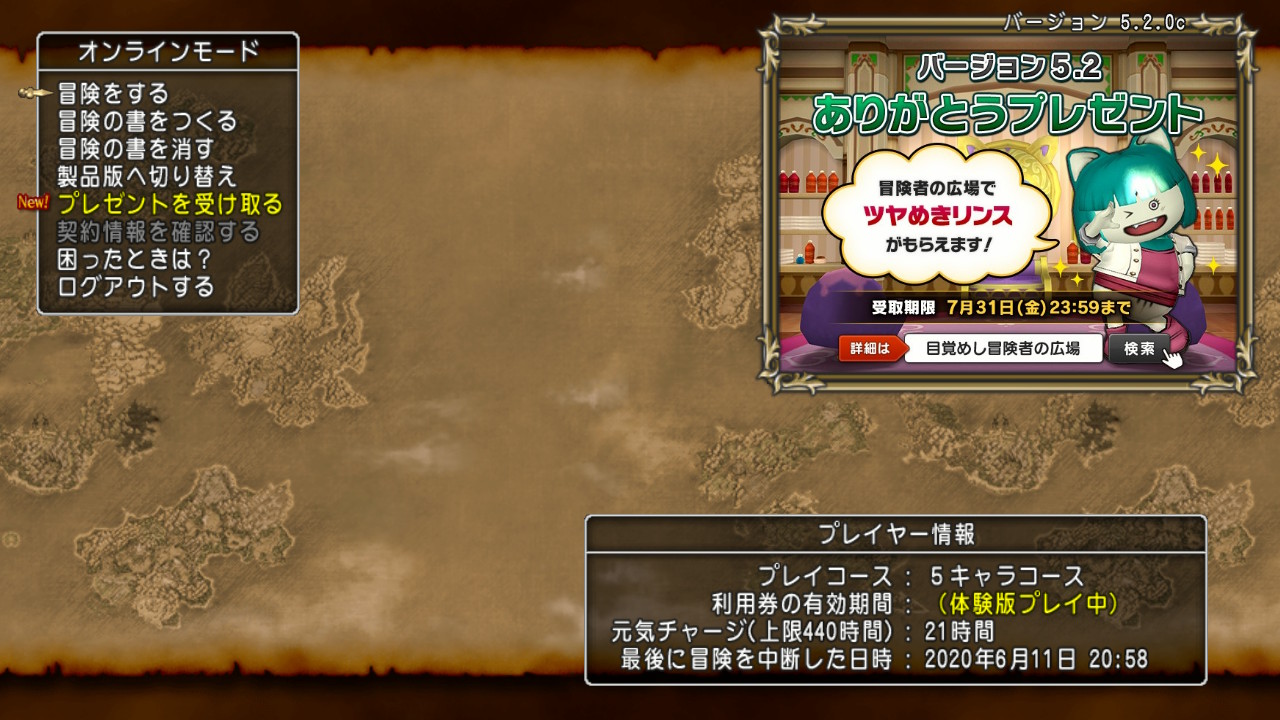 オンラインモード
冒険をする
冒険の書をつくる
冒険の書を消す
製品版へ切り替え
New! プレゼントを受け取る
契約情報を確認する
困ったときは？
ログアウトする
バージョン 5.2.0c
バージョン5.2
ありがとうプレゼント
冒険者の広場で
ツヤめきリンス
がもらえます!
受取期限 7月31日(金)23:59まで
詳細は 目覚めし冒険者の広場 検索
プレイヤー情報
プレイコース： 5キャラコース
利用券の有効期間： （体験版プレイ中）
元気チャージ(上限440時間)： 21時間
最後に冒険を中断した日時： 2020年6月11日 20:58